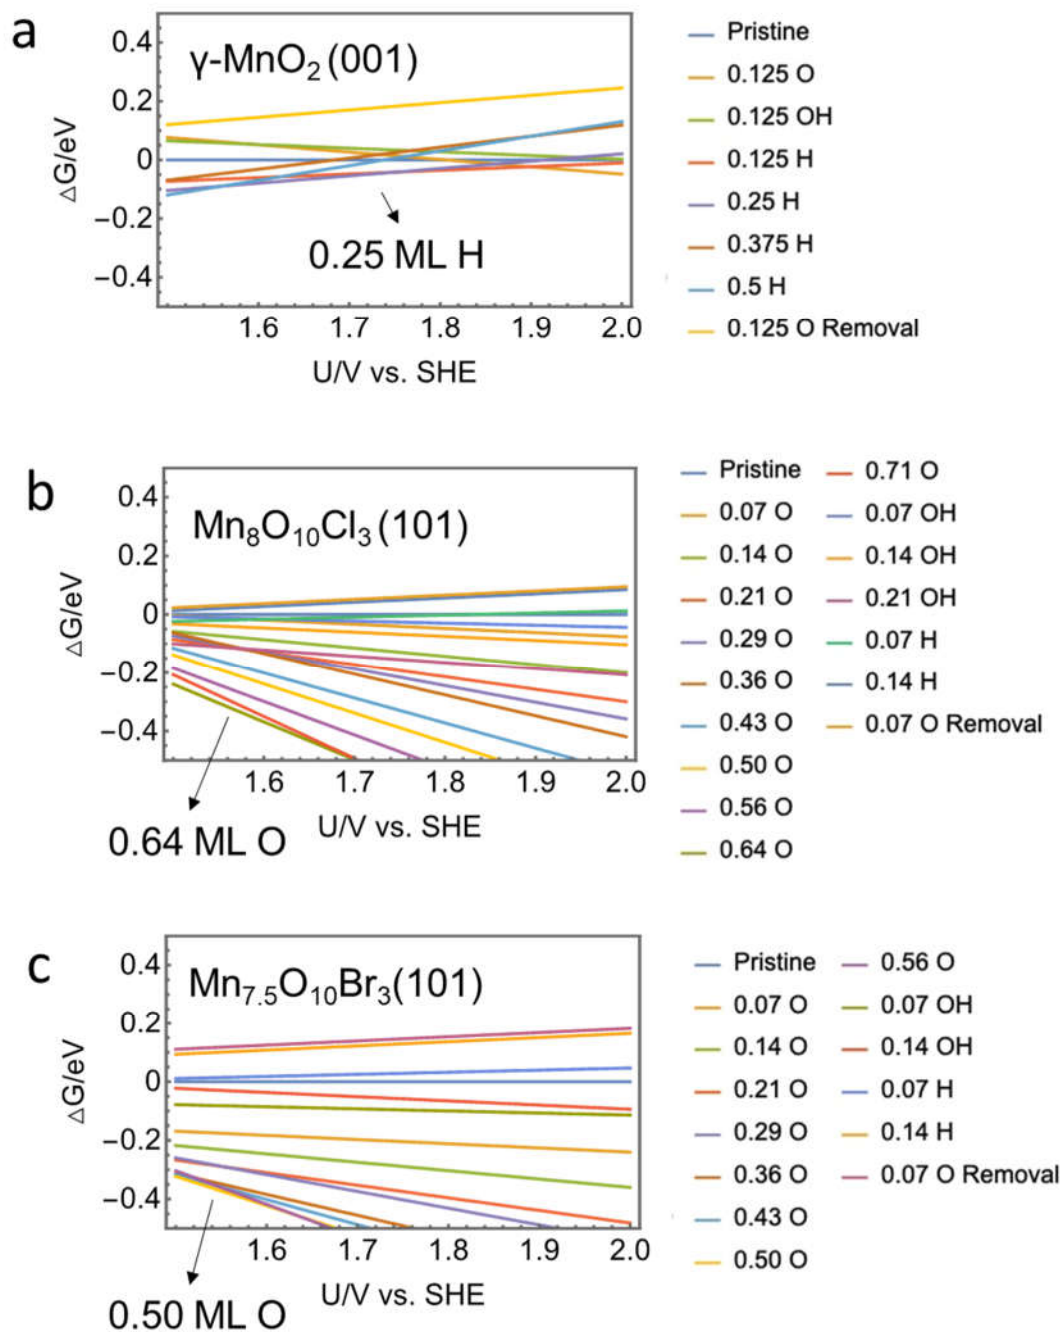 a
γ-MnO₂ (001)
0.4
0.2
0
−0.2
−0.4
△G/eV
0.25 ML H
1.6 1.7 1.8 1.9 2.0
U/V vs. SHE
Pristine
0.125 O
0.125 OH
0.125 H
0.25 H
0.375 H
0.5 H
0.125 O Removal
b
Mn₈O₁₀Cl₃ (101)
0.4
0.2
0
−0.2
−0.4
△G/eV
1.6 1.7 1.8 1.9 2.0
U/V vs. SHE
0.64 ML O
Pristine
0.07 O
0.14 O
0.21 O
0.29 O
0.36 O
0.43 O
0.50 O
0.56 O
0.64 O
0.71 O
0.07 OH
0.14 OH
0.21 OH
0.07 H
0.14 H
0.07 O Removal
c
Mn₇.₅O₁₀Br₃(101)
0.4
0.2
0
−0.2
−0.4
△G/eV
1.6 1.7 1.8 1.9 2.0
U/V vs. SHE
0.50 ML O
Pristine
0.07 O
0.14 O
0.21 O
0.29 O
0.36 O
0.43 O
0.50 O
0.56 O
0.07 OH
0.14 OH
0.07 H
0.14 H
0.07 O Removal